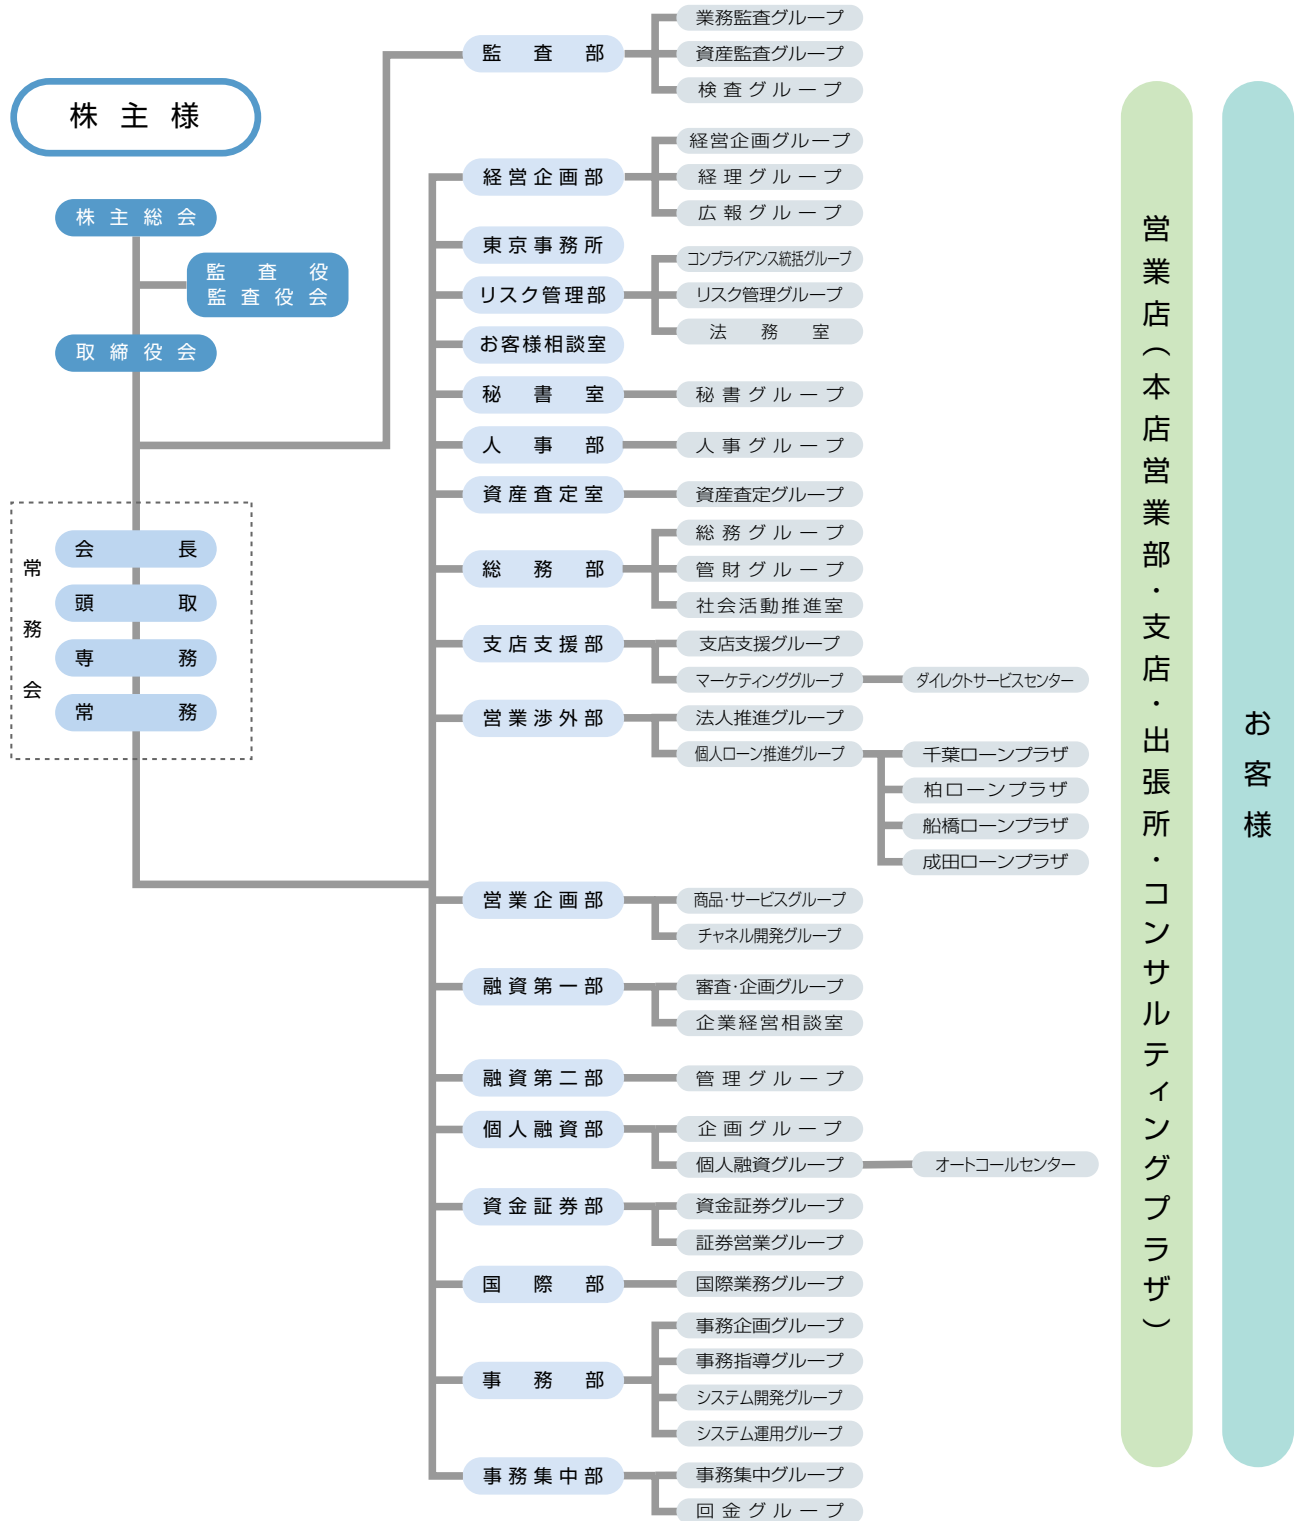 株主様
株主総会
監査役
監査役会
取締役会
常務会
会長
頭取
専務
常務
監査部
業務監査グループ
資産監査グループ
検査グループ
経営企画部
経営企画グループ
経理グループ
広報グループ
東京事務所
リスク管理部
コンプライアンス統括グループ
リスク管理グループ
法務室
お客様相談室
秘書室
秘書グループ
人事部
人事グループ
資産査定室
資産査定グループ
総務部
総務グループ
管財グループ
社会活動推進室
支店支援部
支店支援グループ
マーケティンググループ
ダイレクトサービスセンター
営業渉外部
法人推進グループ
個人ローン推進グループ
千葉ローンプラザ
柏ローンプラザ
船橋ローンプラザ
成田ローンプラザ
営業企画部
商品・サービスグループ
チャネル開発グループ
融資第一部
審査・企画グループ
企業経営相談室
融資第二部
管理グループ
個人融資部
企画グループ
個人融資グループ
オートコールセンター
資金証券部
資金証券グループ
証券営業グループ
国際部
国際業務グループ
事務部
事務企画グループ
事務指導グループ
システム開発グループ
システム運用グループ
事務集中部
事務集中グループ
回金グループ
営業店（本店営業部・支店・出張所・コンサルティングプラザ）
お客様